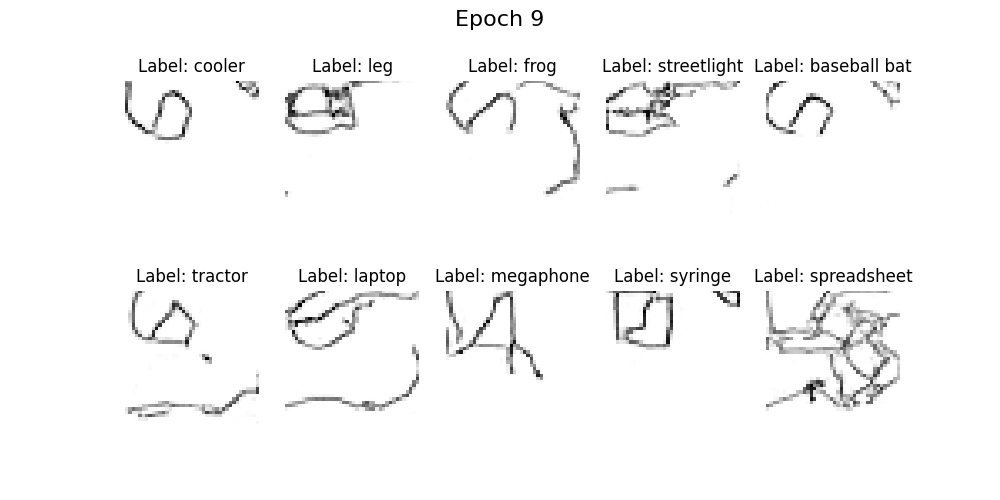 Epoch 9
Label: cooler Label: leg Label: frog Label: streetlight Label: baseball bat
Label: tractor Label: laptop Label: megaphone Label: syringe Label: spreadsheet